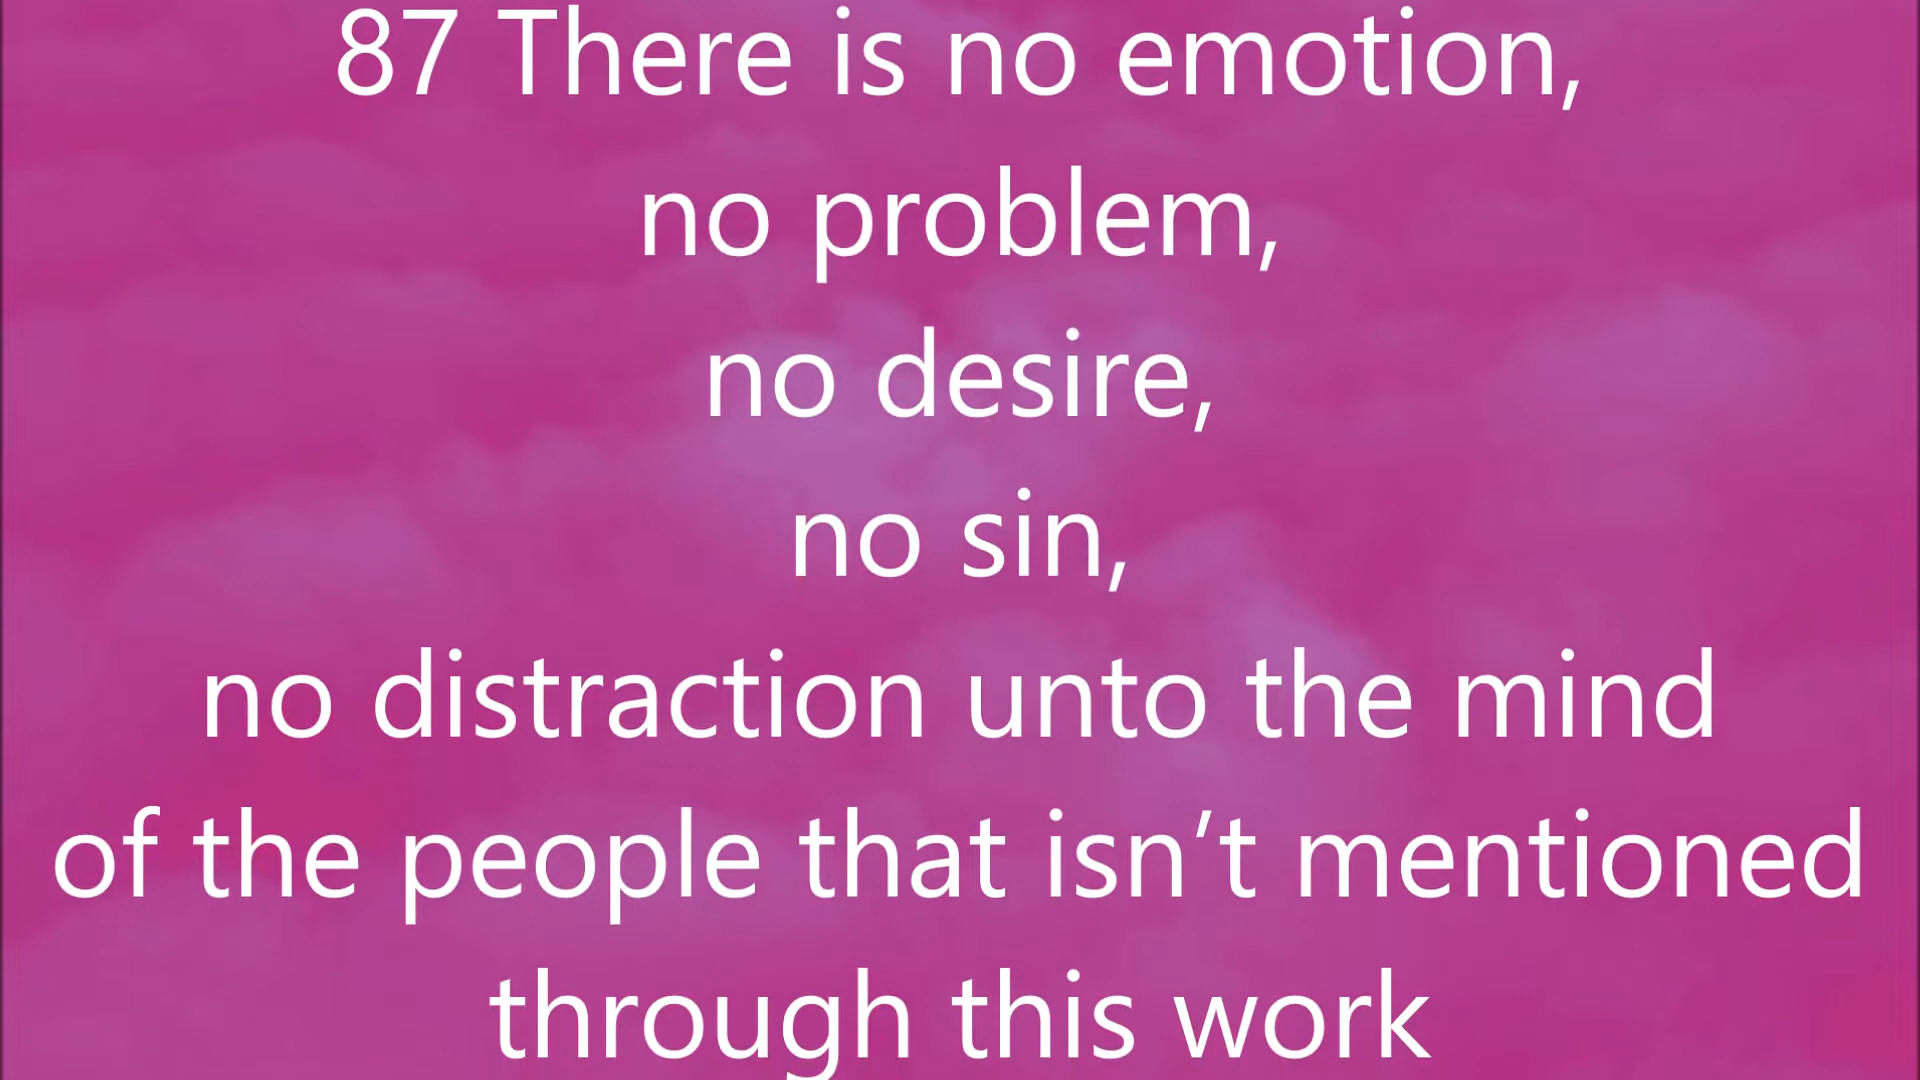 87 There is no emotion,
no problem,
no desire,
no sin,
no distraction unto the mind
of the people that isn’t mentioned
through this work